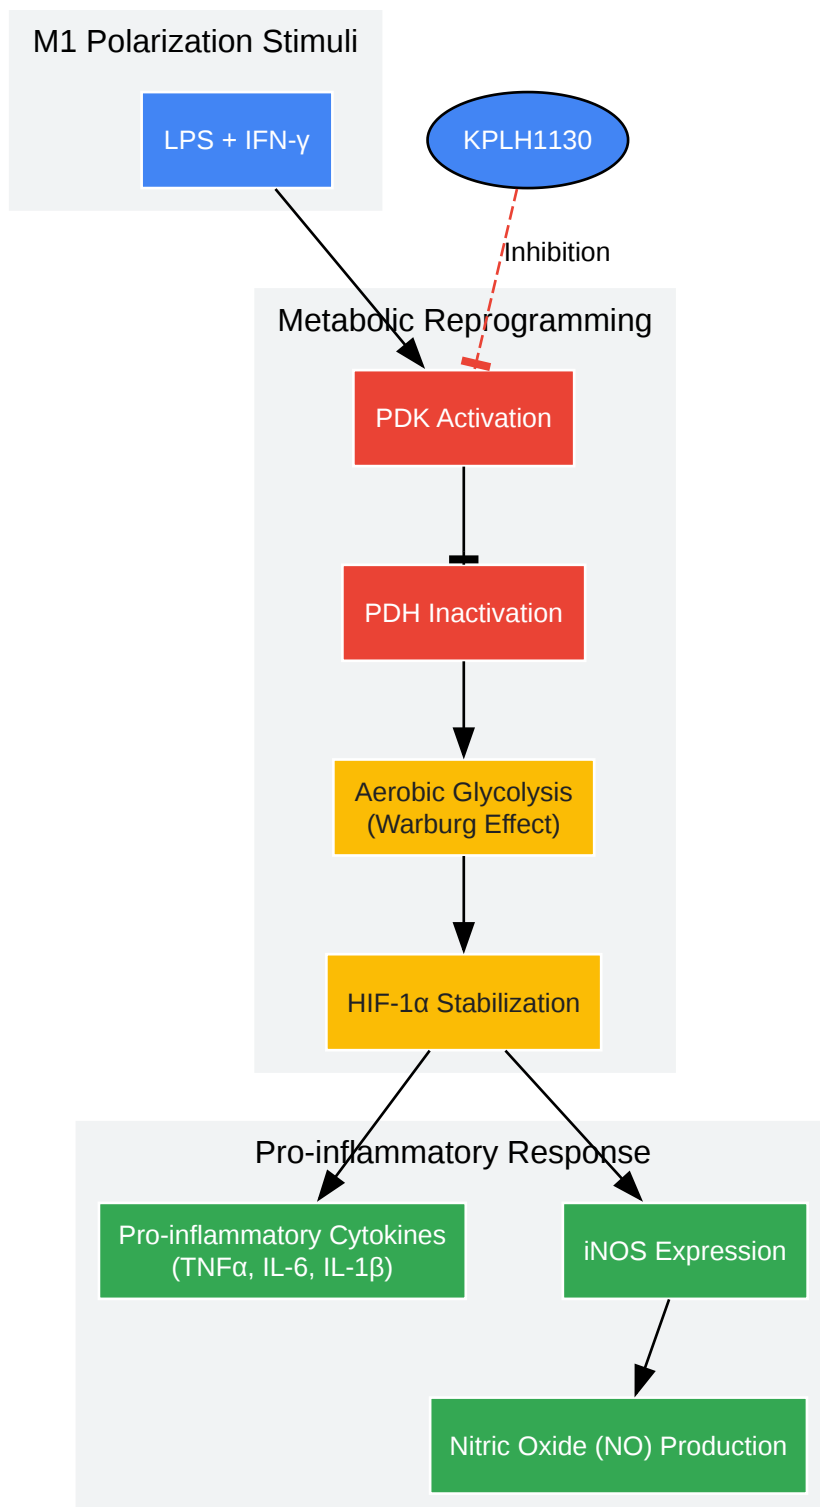 M1 Polarization Stimuli
LPS + IFN-γ
KPLH1130
Inhibition
Metabolic Reprogramming
PDK Activation
PDH Inactivation
Aerobic Glycolysis
(Warburg Effect)
HIF-1α Stabilization
Pro-inflammatory Response
Pro-inflammatory Cytokines
(TNFα, IL-6, IL-1β)
iNOS Expression
Nitric Oxide (NO) Production